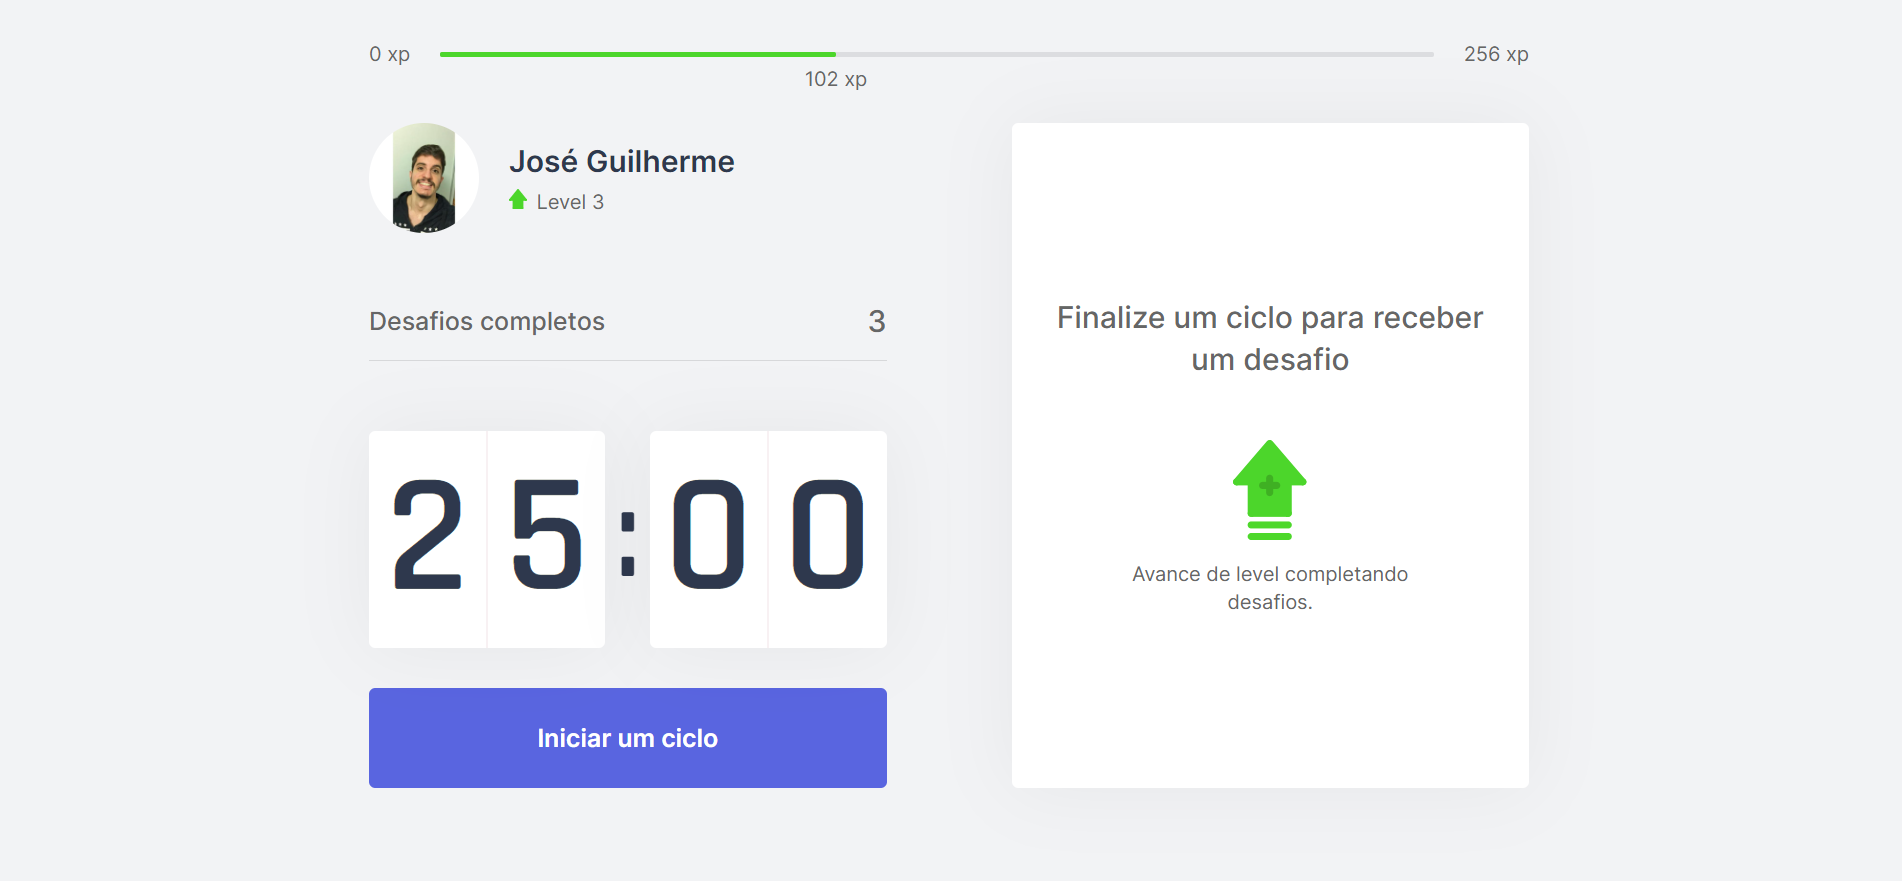 0 xp
256 xp
102 xp
José Guilherme
Level 3
Desafios completos
3
25:00
Iniciar um ciclo
Finalize um ciclo para receber
um desafio
Avance de level completando
desafios.